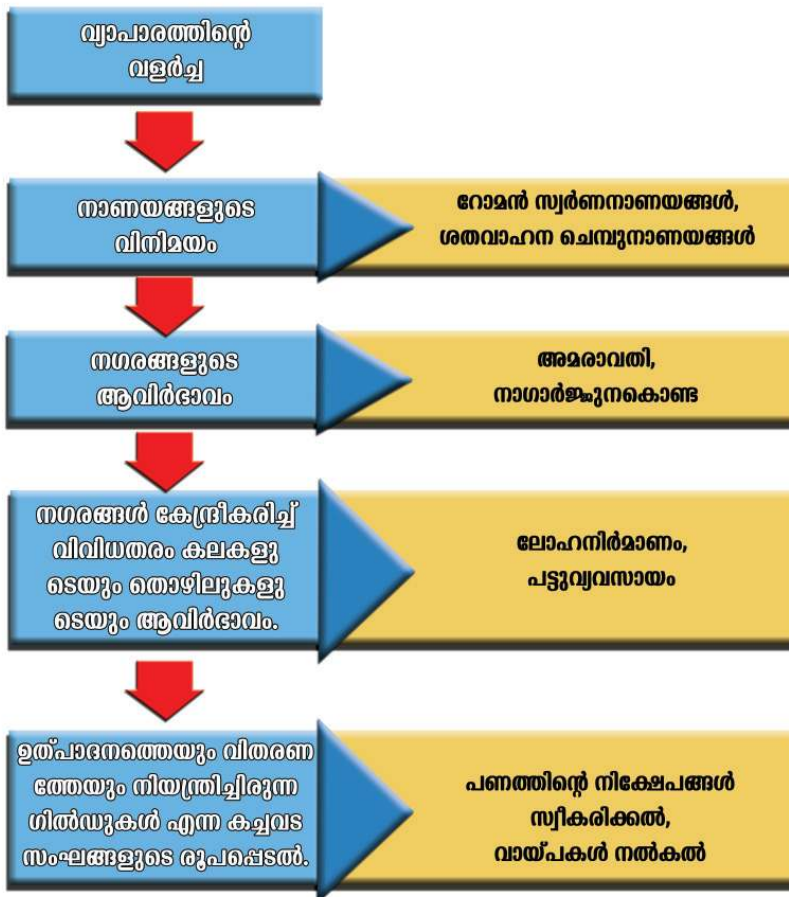 വ്യാപാരത്തിന്റെ
വളർച്ച
നാണയങ്ങളുടെ
വിനിമയം
റോമൻ സ്വർണനാണയങ്ങൾ,
ശതവാഹന ചെമ്പുനാണയങ്ങൾ
നഗരങ്ങളുടെ
ആവിർഭാവം
അമരാവതി,
നാഗാർജ്ജുനകൊണ്ട
നഗരങ്ങൾ കേന്ദ്രീകരിച്ച്
വിവിധതരം കലകളു
ടെയും തൊഴിലുകളു
ടെയും ആവിർഭാവം.
ലോഹനിർമാണം,
പട്ടുവ്യവസായം
ഉത്പാദനത്തെയും വിതരണ
ത്തേയും നിയന്ത്രിച്ചിരുന്ന
ഗിൽഡുകൾ എന്ന കച്ചവട
സംഘങ്ങളുടെ രൂപപ്പെടൽ.
പണത്തിന്റെ നിക്ഷേപങ്ങൾ
സ്വീകരിക്കൽ,
വായ്പകൾ നൽകൽ